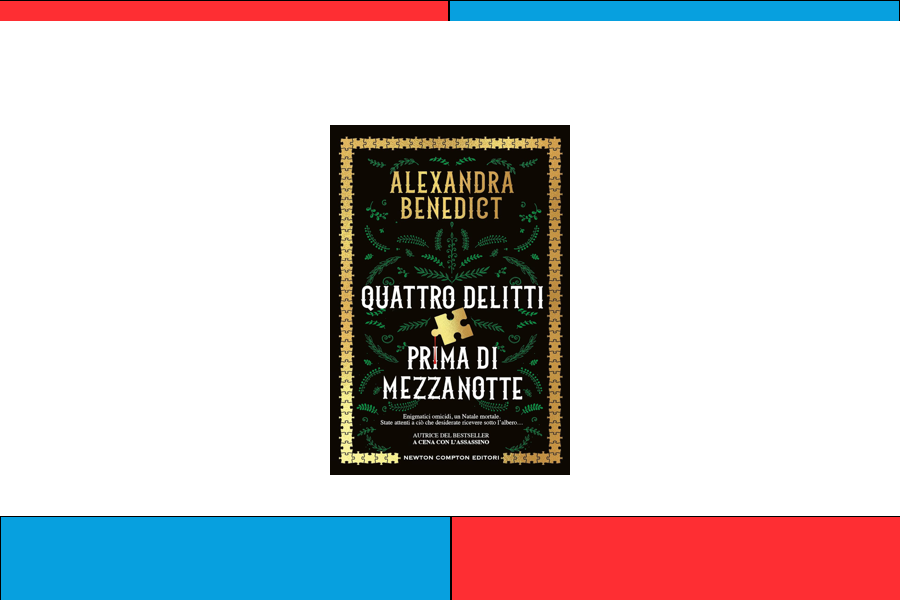 ALEXANDRA
BENEDICT
QUATTRO DELITTI
PRIMA DI
MEZZANOTTE
Enigmatici omicidi, un Natale mortale.
State attenti a ciò che desiderate ricevere sotto l'albero…
AUTRICE DEL BESTSELLER
A CENA CON L'ASSASSINO
NEWTON COMPTON EDITORI